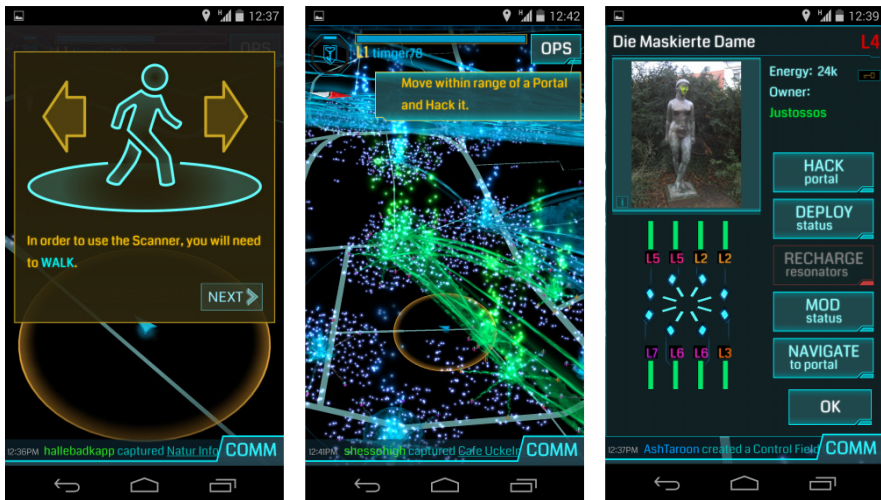 12:37
OPS
In order to use the Scanner, you will need
to WALK.
NEXT
12:36PM hallebadkapp captured Natur Info
COMM
12:42
L1 timger78
OPS
Move within range of a Portal
and Hack it.
12:41PM shessohigh captured Cafe Uckels
COMM
12:39
Die Maskierte Dame
L4
Energy: 24k
Owner:
Justossos
HACK
portal
DEPLOY
status
L5 L5 L2 L2
RECHARGE
resonators
MOD
status
L7 L6 L6 L3
NAVIGATE
to portal
OK
12:37PM AshTaroon created a Control Field
COMM